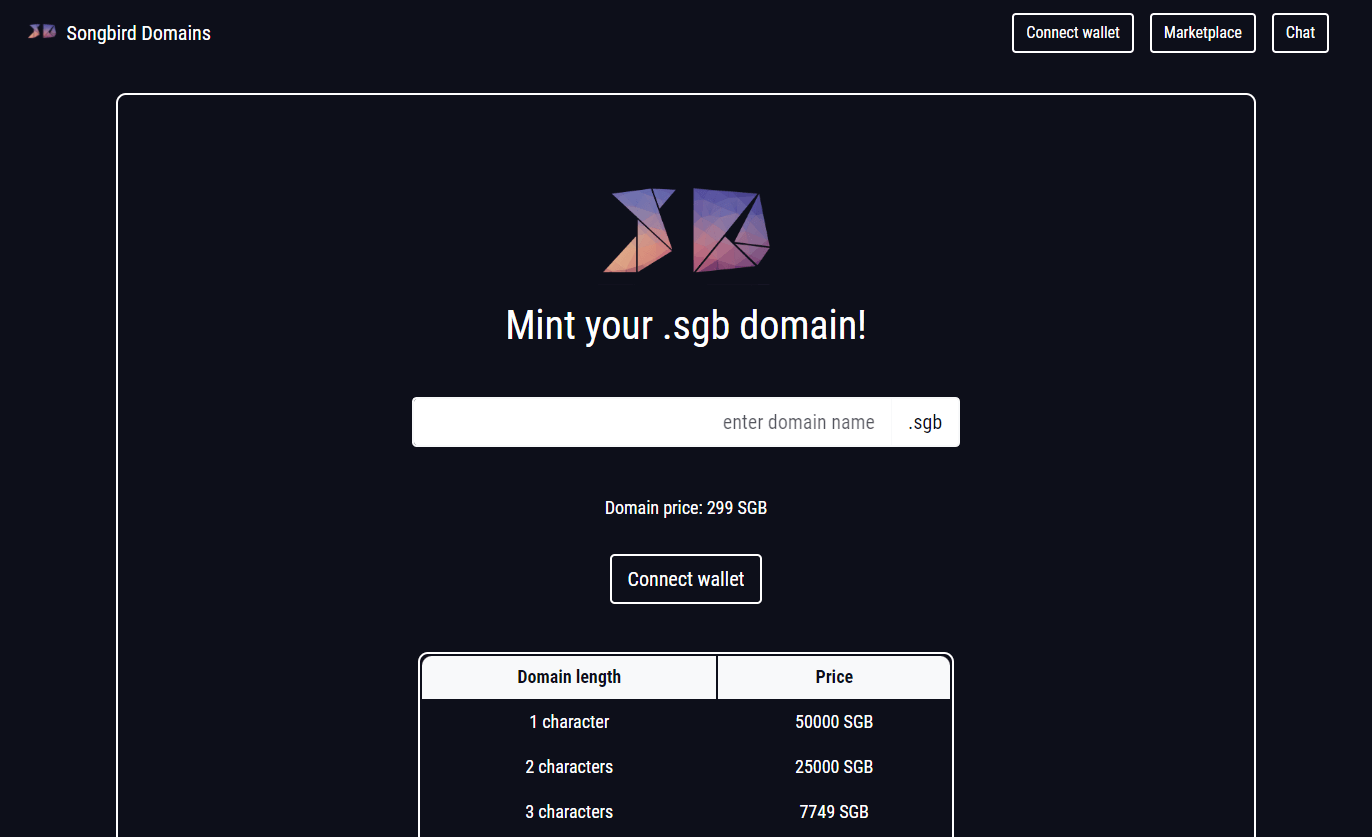 Songbird Domains
Connect wallet
Marketplace
Chat
Mint your .sgb domain!
enter domain name .sgb
Domain price: 299 SGB
Connect wallet
Domain length Price
1 character 50000 SGB
2 characters 25000 SGB
3 characters 7749 SGB